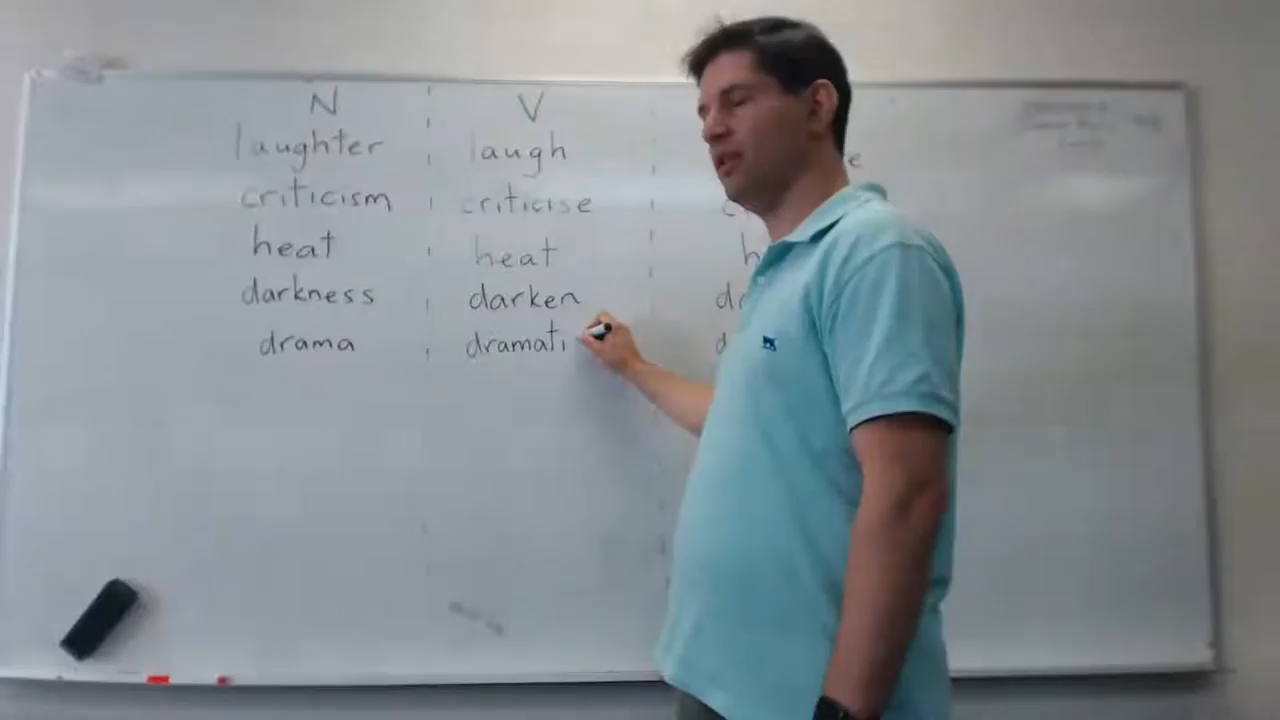 N V
laughter laugh
criticism criticise
heat heat
darkness darken
drama dramati